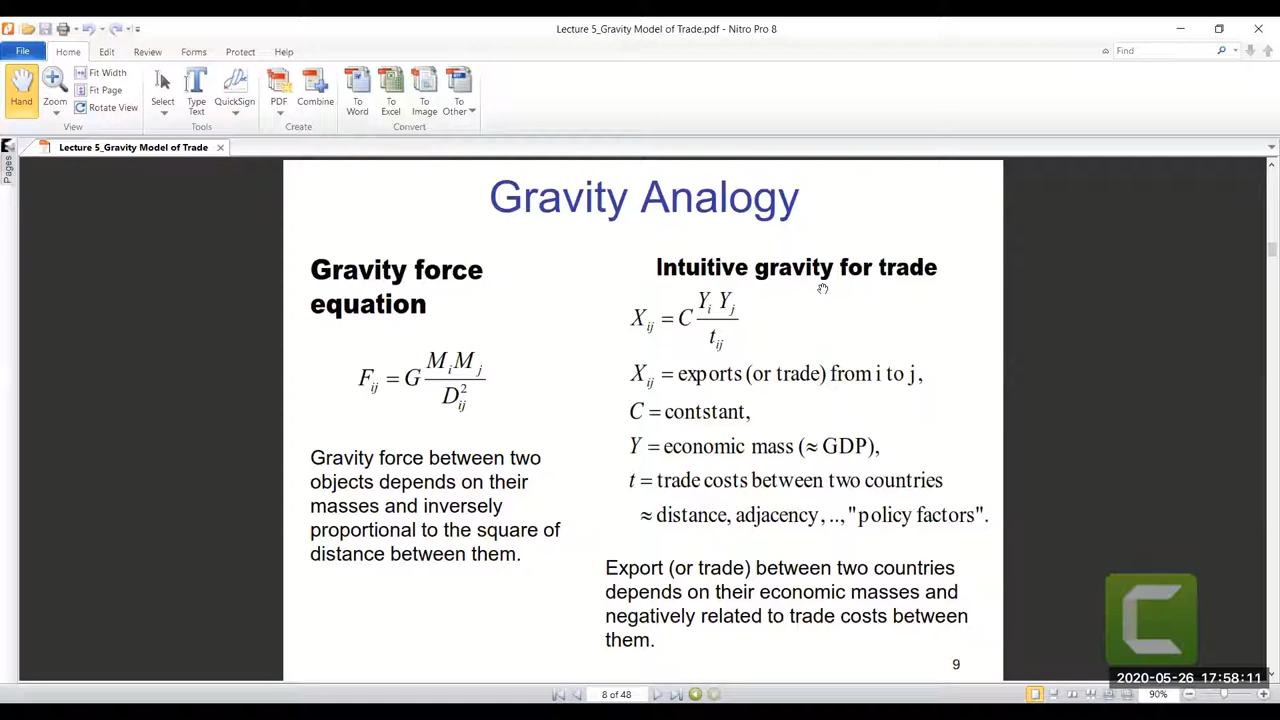 Lecture 5_Gravity Model of Trade.pdf - Nitro Pro 8
File Home Edit Review Forms Protect Help
Find
Hand
Zoom
Fit Width
Fit Page
Rotate View
View
Select
Type Text
QuickSign
Tools
PDF
Combine
Create
To Word
To Excel
To Image
To Other
Convert
Lecture 5_Gravity Model of Trade
Pages
Gravity Analogy
Gravity force
equation
F_ij = G M_i M_j / D_ij^2
Gravity force between two
objects depends on their
masses and inversely
proportional to the square of
distance between them.
Intuitive gravity for trade
X_ij = C Y_i Y_j / t_ij
X_ij = exports (or trade) from i to j,
C = contstant,
Y = economic mass (≈ GDP),
t = trade costs between two countries
≈ distance, adjacency, .., "policy factors".
Export (or trade) between two countries
depends on their economic masses and
negatively related to trade costs between
them.
9
C
2020-05-26 17:58:11
8 of 48
90%